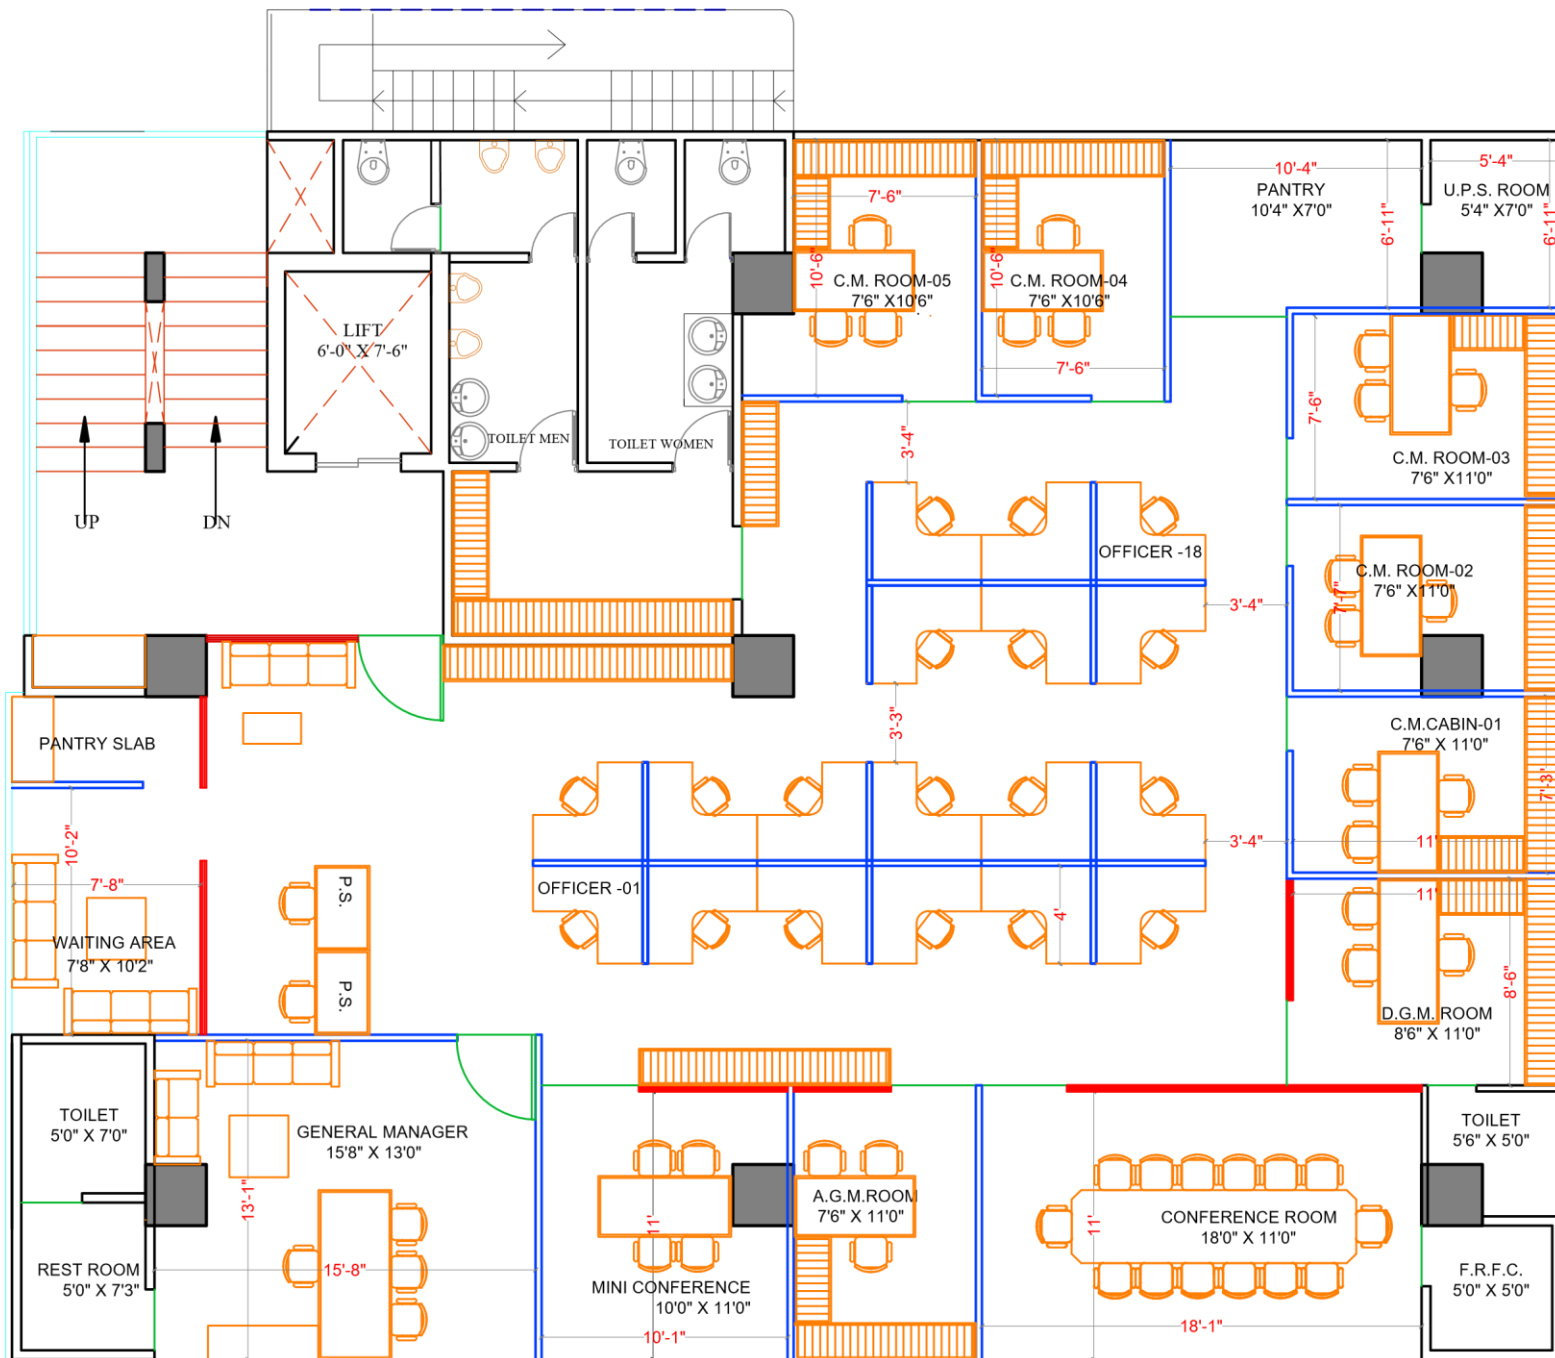 10'-4"
5'-4"
PANTRY
10'4" X7'0"
U.P.S. ROOM
5'4" X7'0"
7'-6"
6'-11"
6'-11"
10'-6"
10'-6"
C.M. ROOM-05
7'6" X10'6"
C.M. ROOM-04
7'6" X10'6"
LIFT
6'-0" X 7'-6"
7'-6"
7'-6"
TOILET MEN
TOILET WOMEN
3'-4"
C.M. ROOM-03
7'6" X11'0"
UP
DN
OFFICER -18
C.M. ROOM-02
7'6" X11'0"
7'-7"
3'-4"
3'-3"
C.M.CABIN-01
7'6" X 11'0"
PANTRY SLAB
7'-3"
10'-2"
3'-4"
11'
7'-8"
P.S.
OFFICER -01
4'
11'
WAITING AREA
7'8" X 10'2"
8'-6"
P.S.
D.G.M. ROOM
8'6" X 11'0"
TOILET
5'0" X 7'0"
GENERAL MANAGER
15'8" X 13'0"
TOILET
5'6" X 5'0"
13'-1"
11'
A.G.M.ROOM
7'6" X 11'0"
11'
CONFERENCE ROOM
18'0" X 11'0"
REST ROOM
5'0" X 7'3"
15'-8"
MINI CONFERENCE
10'0" X 11'0"
F.R.F.C.
5'0" X 5'0"
10'-1"
18'-1"